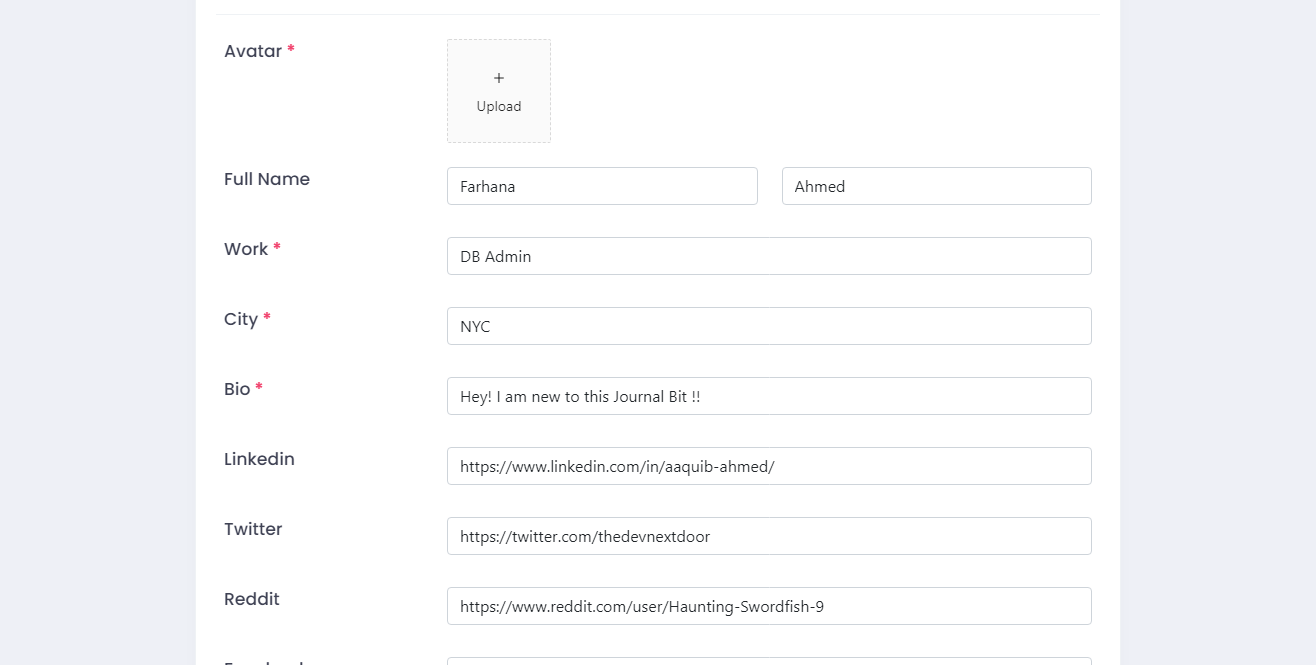 Avatar *
+
Upload
Full Name
Farhana
Ahmed
Work *
DB Admin
City *
NYC
Bio *
Hey! I am new to this Journal Bit !!
Linkedin
https://www.linkedin.com/in/aaquib-ahmed/
Twitter
https://twitter.com/thedevnextdoor
Reddit
https://www.reddit.com/user/Haunting-Swordfish-9